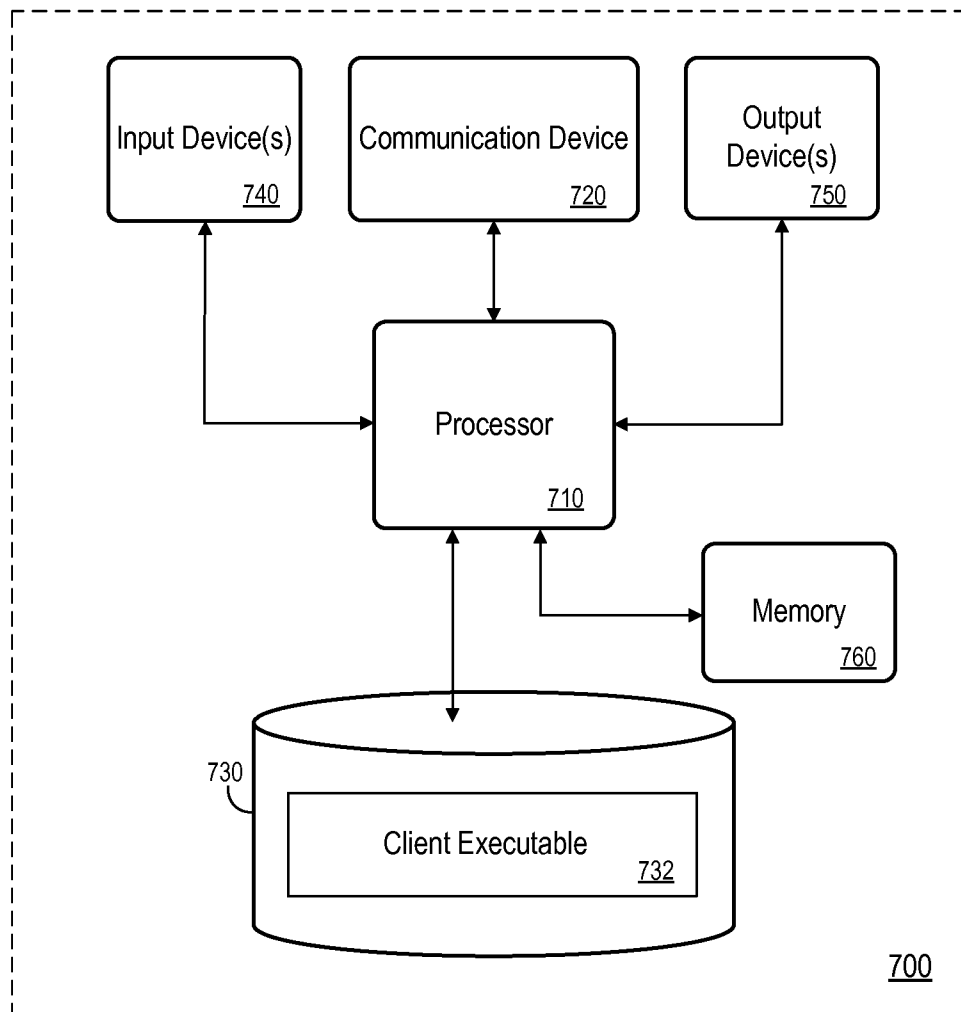 Input Device(s)
740
Communication Device
720
Output
Device(s)
750
Processor
710
Memory
760
730
Client Executable
732
700